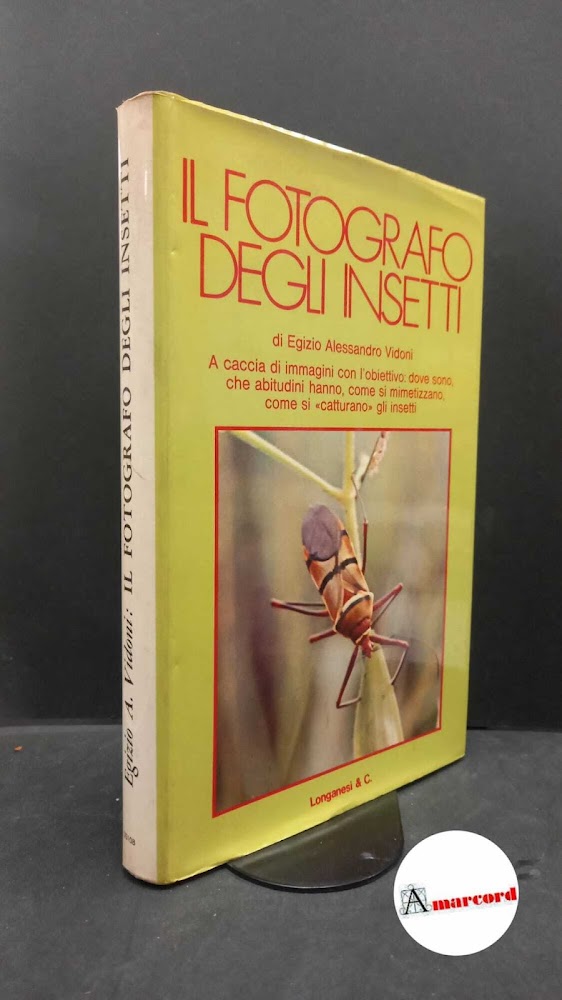 IL FOTOGRAFO
DEGLI INSETTI
di Egizio Alessandro Vidoni
A caccia di immagini con l'obiettivo: dove sono,
che abitudini hanno, come si mimetizzano,
come si «catturano» gli insetti
Longanesi & C.
Egizio A. Vidoni: IL FOTOGRAFO DEGLI INSETTI
Amarcord